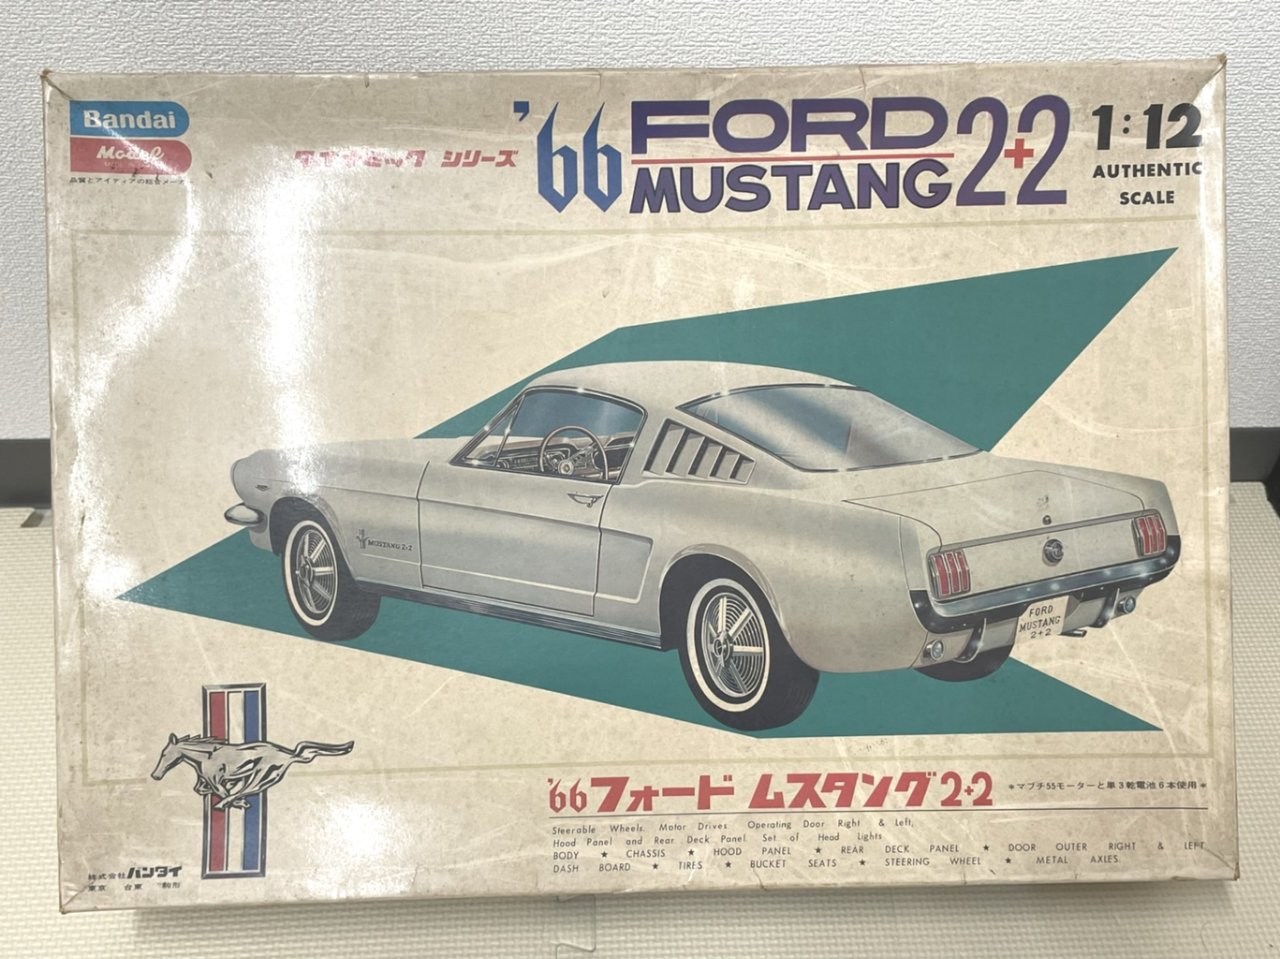 Bandai
Model
品質とアイディアの総合メーカー
ダイナミック シリーズ
'66 FORD MUSTANG 2+2
1:12
AUTHENTIC
SCALE
MUSTANG 2+2
FORD
MUSTANG
2+2
'66 フォード ムスタング 2+2
*マブチ55モーターと単3乾電池6本使用*
Steerable Wheels. Motor Drives Operating Door Right & Left,
Hood Panel and Rear Deck Panel. Set of Head Lights
BODY ★ CHASSIS ★ HOOD PANEL ★ REAR DECK PANEL ★ DOOR OUTER RIGHT & LEFT
DASH BOARD ★ TIRES ★ BUCKET SEATS ★ STEERING WHEEL ★ METAL AXLES.
株式会社 バンダイ
東京 台東 駒形